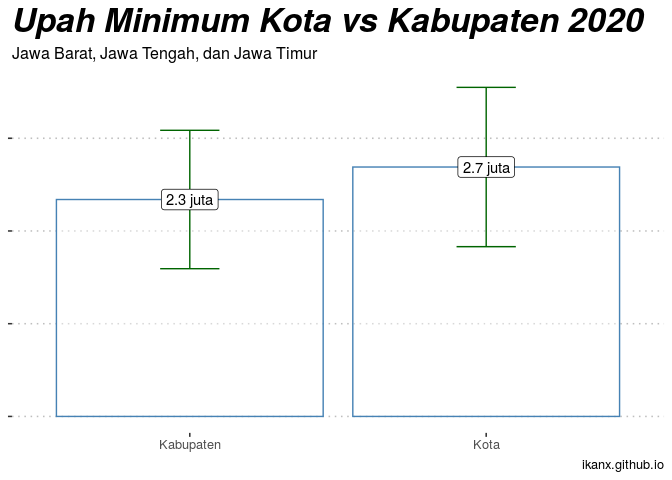 Upah Minimum Kota vs Kabupaten 2020
Jawa Barat, Jawa Tengah, dan Jawa Timur
2.3 juta
2.7 juta
Kabupaten
Kota
ikanx.github.io